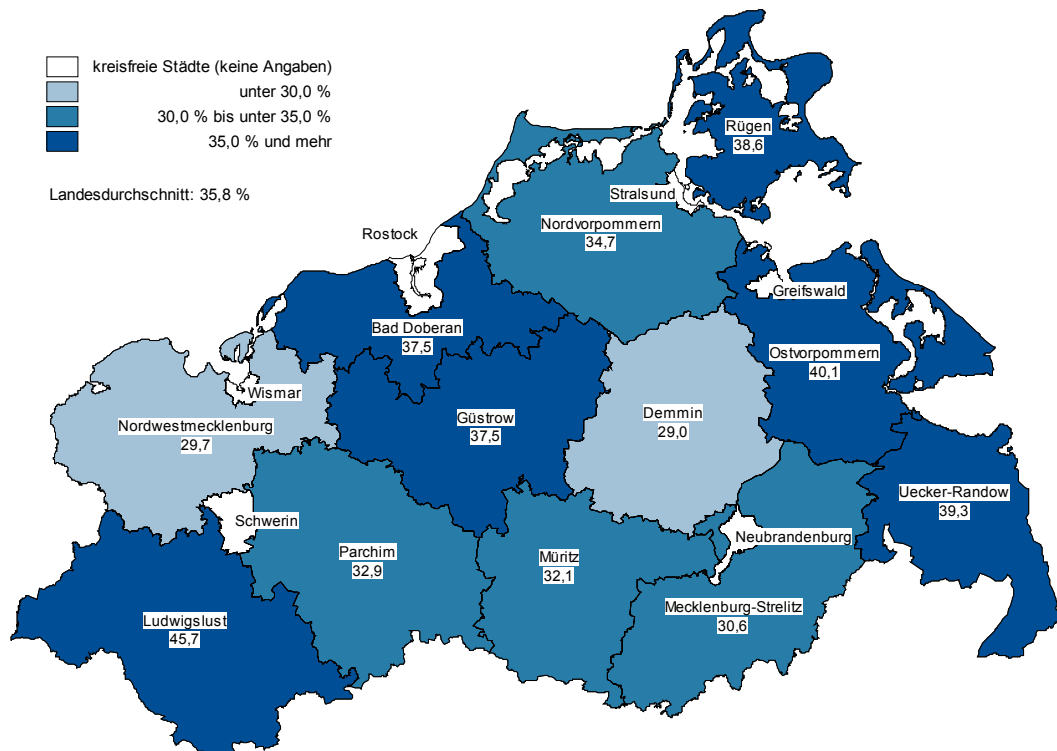 kreisfreie Städte (keine Angaben)
unter 30,0 %
30,0 % bis unter 35,0 %
35,0 % und mehr
Landesdurchschnitt: 35,8 %
Rügen
38,6
Stralsund
Nordvorpommern
34,7
Rostock
Greifswald
Bad Doberan
37,5
Ostvorpommern
40,1
Wismar
Güstrow
37,5
Demmin
29,0
Nordwestmecklenburg
29,7
Uecker-Randow
39,3
Schwerin
Neubrandenburg
Parchim
32,9
Müritz
32,1
Mecklenburg-Strelitz
30,6
Ludwigslust
45,7